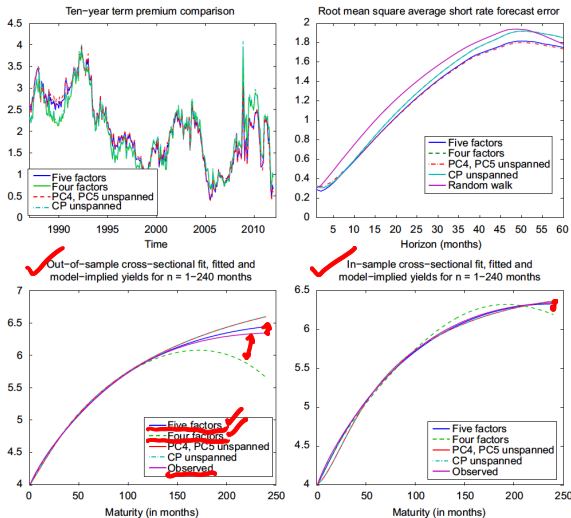 Ten-year term premium comparison
4.5
4
3.5
3
2.5
2
1.5
1
0.5
0
Five factors
Four factors
PC4, PC5 unspanned
CP unspanned
1990 1995 2000 2005 2010
Time
Root mean square average short rate forecast error
2
1.8
1.6
1.4
1.2
1
0.8
0.6
0.4
0.2
0
Five factors
Four factors
PC4, PC5 unspanned
CP unspanned
Random walk
5 15 25 35 45 50 60
Horizon (months)
Out-of-sample cross-sectional fit, fitted and
model-implied yields for n = 1-240 months
7
6.5
6
5.5
5
4.5
4
Five factors
Four factors
PC4, PC5 unspanned
CP unspanned
Observed
0 50 100 150 200 250
Maturity (in months)
In-sample cross-sectional fit, fitted and
model-implied yields for n = 1-240 months
6.5
6
5.5
5
4.5
4
Five factors
Four factors
PC4, PC5 unspanned
CP unspanned
Observed
0 50 100 150 200 250
Maturity (in months)